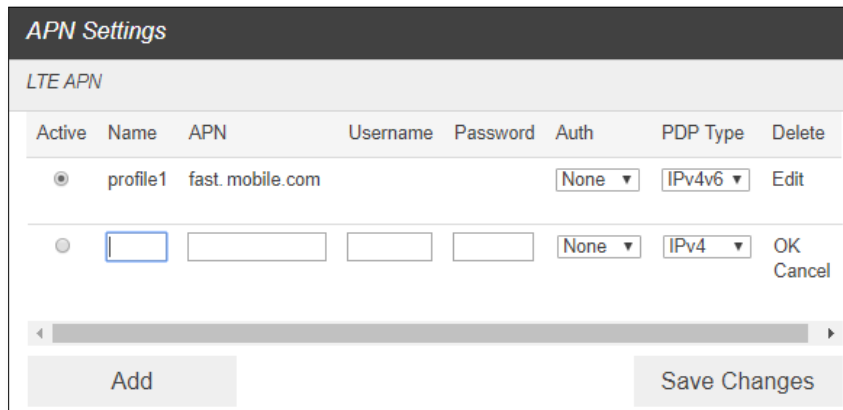 APN Settings
LTE APN
Active Name APN Username Password Auth PDP Type Delete
profile1 fast. mobile.com None IPv4v6 Edit
None IPv4 OK
Cancel
Add Save Changes